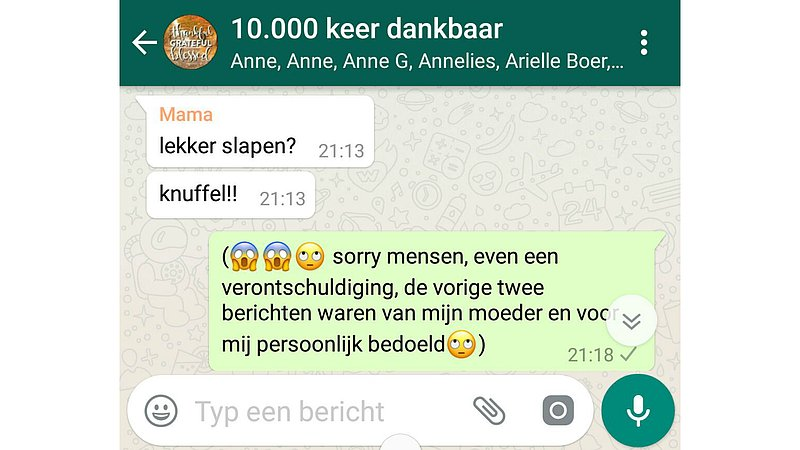 10.000 keer dankbaar
thankful
GRATEFUL
blessed
Anne, Anne, Anne G, Annelies, Arielle Boer,...
Mama
lekker slapen? 21:13
knuffel!! 21:13
(😱😱🙄 sorry mensen, even een
verontschuldiging, de vorige twee
berichten waren van mijn moeder en voor
mij persoonlijk bedoeld🙄)
21:18
Typ een bericht